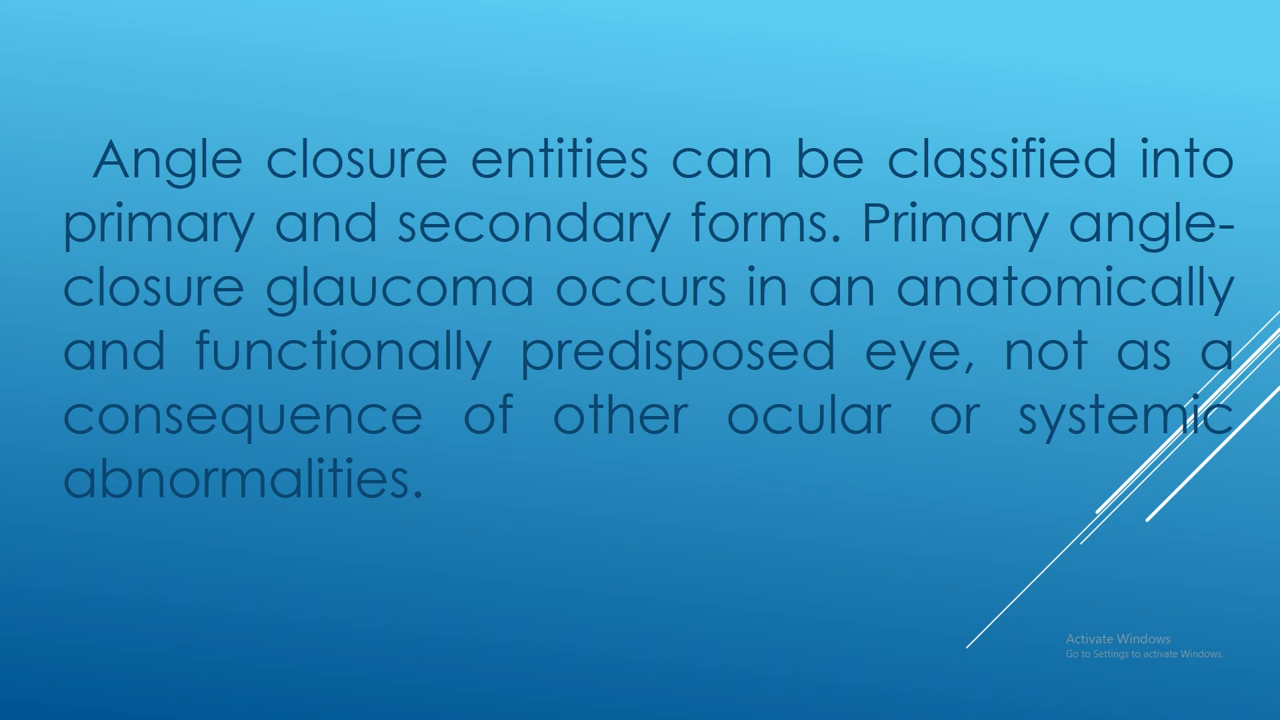 Angle closure entities can be classified into
primary and secondary forms. Primary angle-
closure glaucoma occurs in an anatomically
and functionally predisposed eye, not as a
consequence of other ocular or systemic
abnormalities.
Activate Windows
Go to Settings to activate Windows.